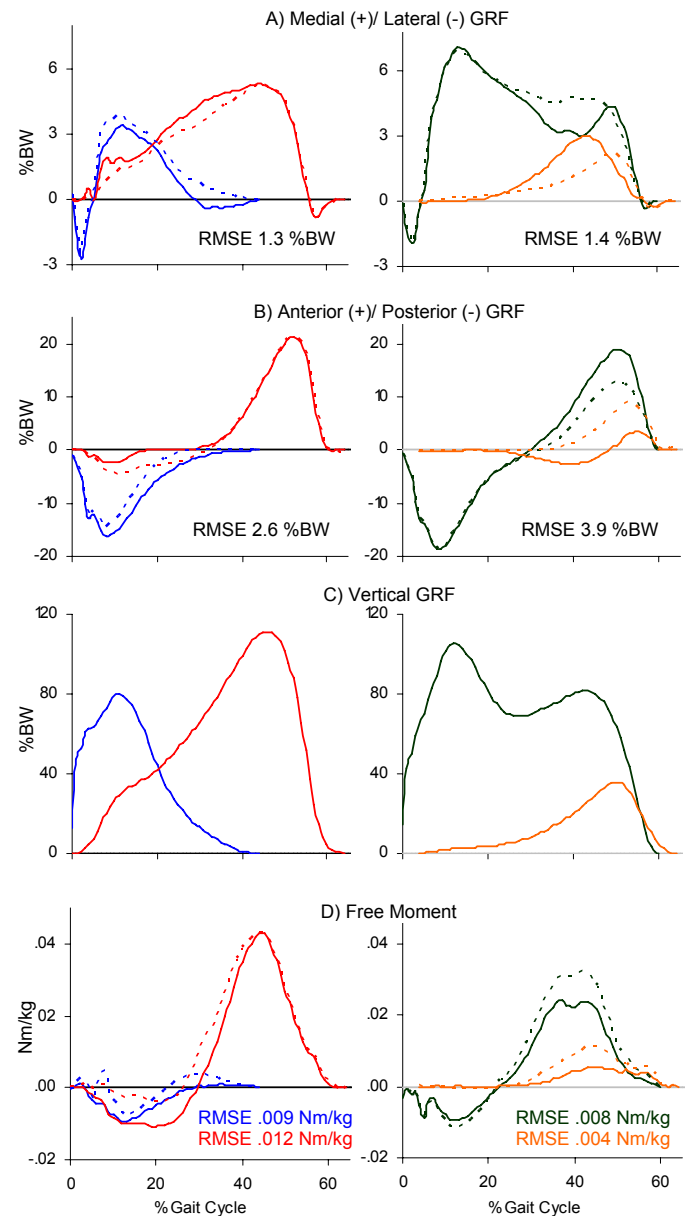 A) Medial (+)/ Lateral (-) GRF
%BW
6
3
0
-3
RMSE 1.3 %BW
6
3
0
-3
0
20
40
60
RMSE 1.4 %BW
B) Anterior (+)/ Posterior (-) GRF
%BW
20
10
0
-10
-20
RMSE 2.6 %BW
20
10
0
-10
-20
RMSE 3.9 %BW
C) Vertical GRF
%BW
120
80
40
0
120
80
40
0
D) Free Moment
Nm/kg
.04
.02
.00
-.02
RMSE .009 Nm/kg
RMSE .012 Nm/kg
0
20
40
60
%Gait Cycle
.04
.02
.00
-.02
RMSE .008 Nm/kg
RMSE .004 Nm/kg
0
20
40
60
%Gait Cycle